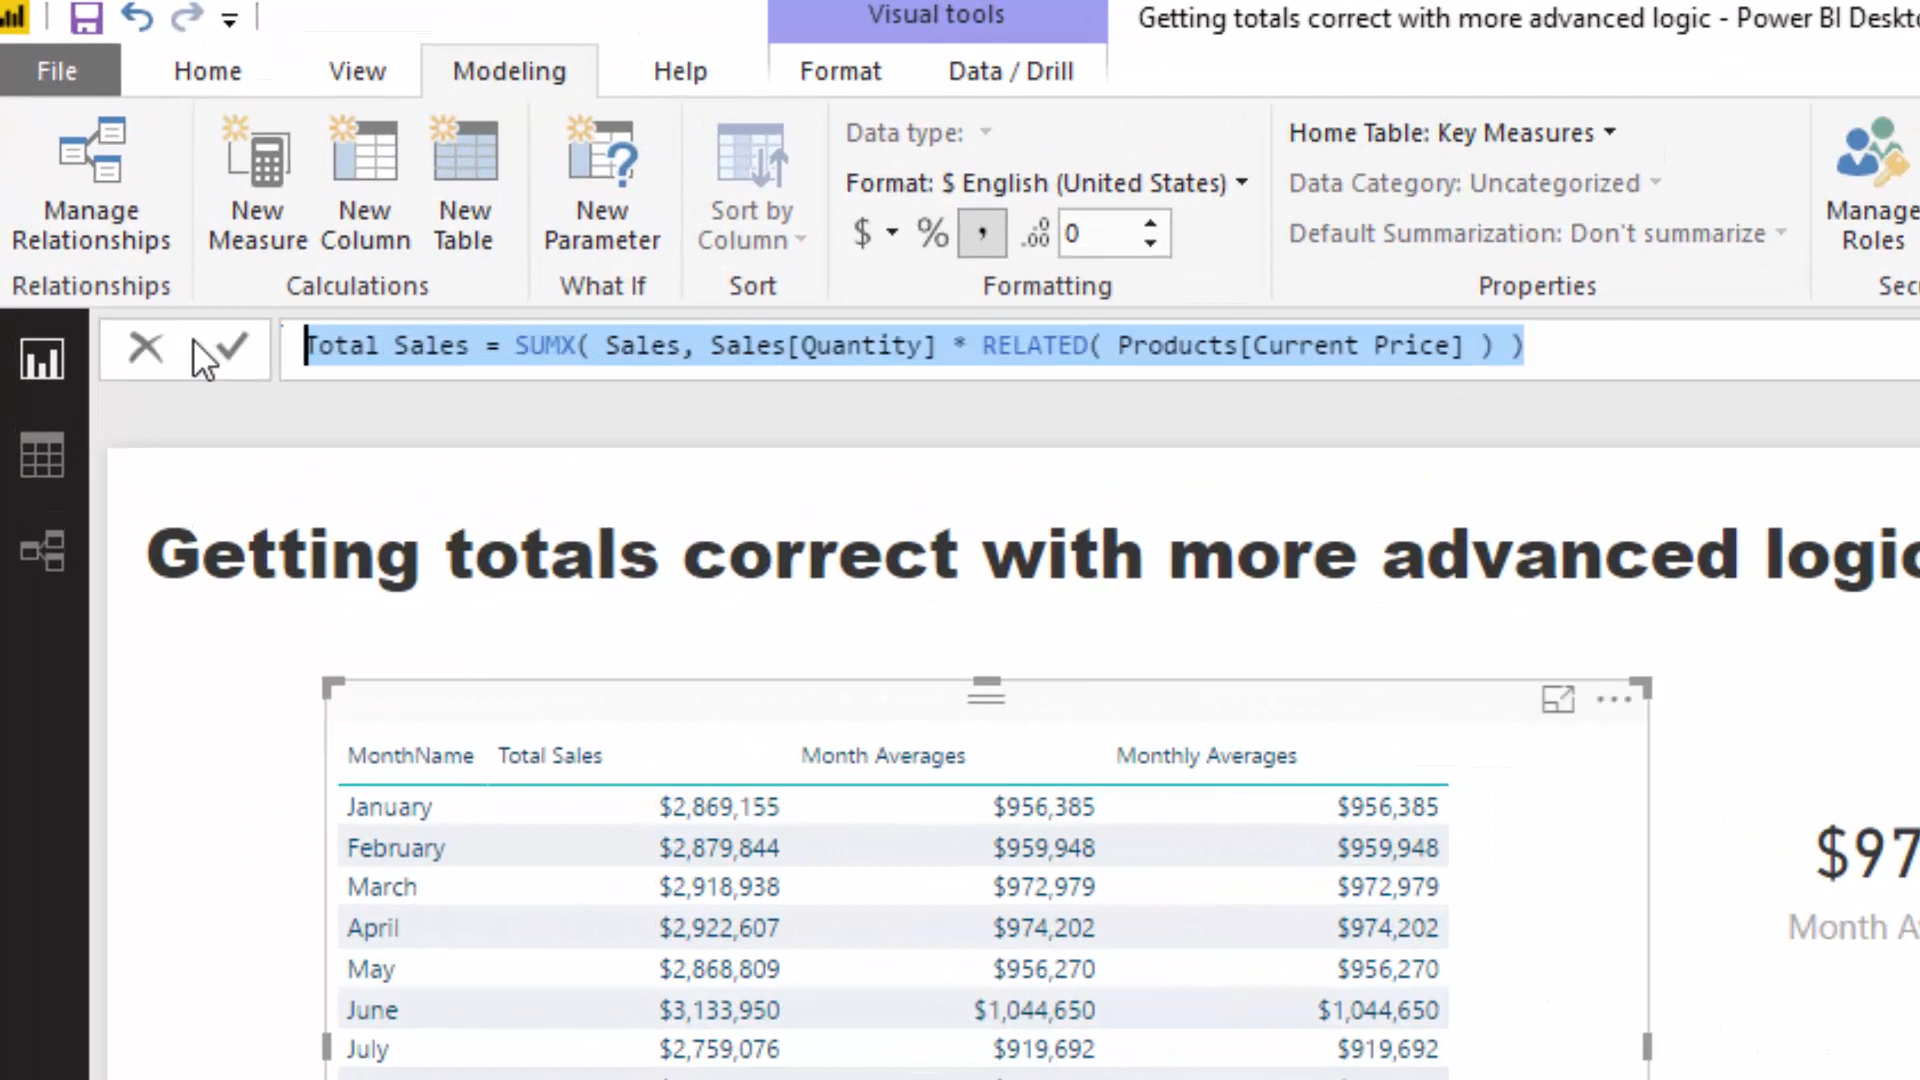 Visual tools
Getting totals correct with more advanced logic - Power BI Deskto
File Home View Modeling Help Format Data / Drill
Manage Relationships
New Measure
New Column
New Table
New Parameter
Sort by Column
Data type:
Format: $ English (United States)
$ % , .00 0
Home Table: Key Measures
Data Category: Uncategorized
Default Summarization: Don't summarize
Manage Roles
Relationships Calculations What If Sort Formatting Properties Sec
Total Sales = SUMX( Sales, Sales[Quantity] * RELATED( Products[Current Price] ) )
Getting totals correct with more advanced logic
MonthName Total Sales Month Averages Monthly Averages
January $2,869,155 $956,385 $956,385
February $2,879,844 $959,948 $959,948
March $2,918,938 $972,979 $972,979
April $2,922,607 $974,202 $974,202
May $2,868,809 $956,270 $956,270
June $3,133,950 $1,044,650 $1,044,650
July $2,759,076 $919,692 $919,692
$97
Month A